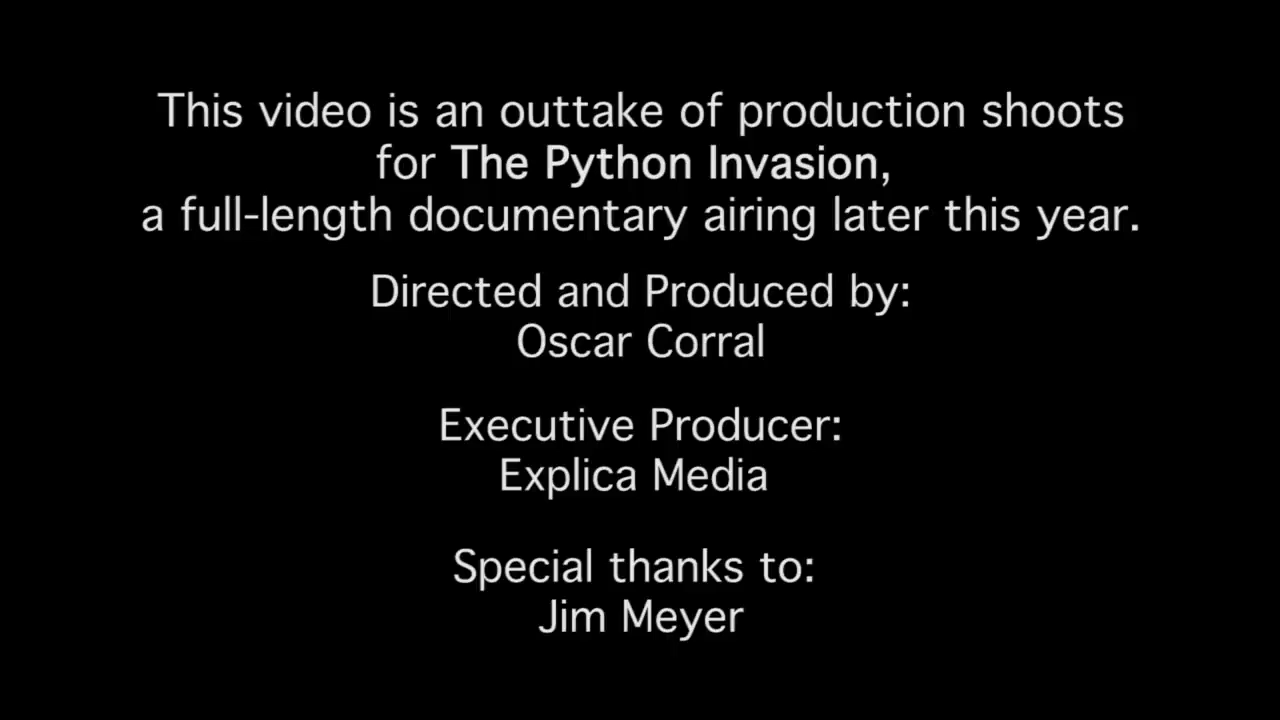 This video is an outtake of production shoots
for The Python Invasion,
a full-length documentary airing later this year.
Directed and Produced by:
Oscar Corral
Executive Producer:
Explica Media
Special thanks to:
Jim Meyer